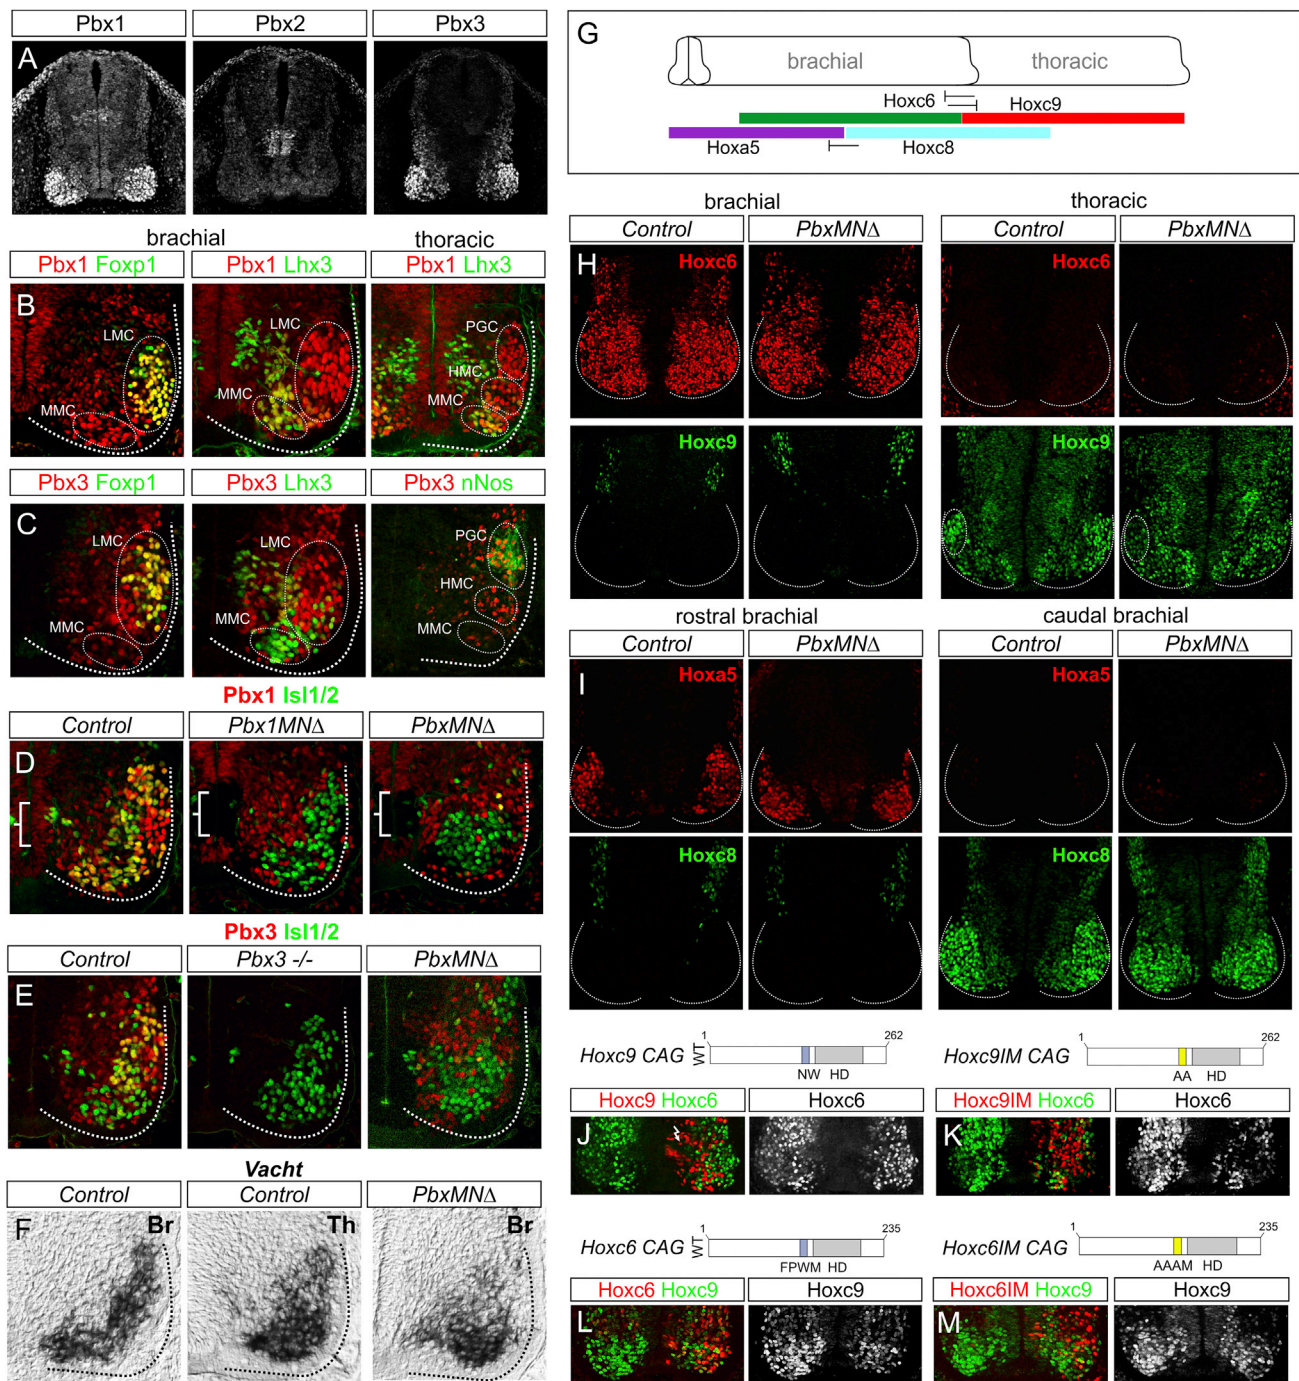 Pbx1 Pbx2 Pbx3
A
brachial thoracic
Pbx1 Foxp1 Pbx1 Lhx3 Pbx1 Lhx3
B
LMC LMC PGC
HMC
MMC MMC MMC
Pbx3 Foxp1 Pbx3 Lhx3 Pbx3 nNos
C
LMC LMC PGC
HMC
MMC MMC MMC
Pbx1 Isl1/2
Control Pbx1MNΔ PbxMNΔ
D
Pbx3 Isl1/2
Control Pbx3 -/- PbxMNΔ
E
Vacht
Control Control PbxMNΔ
F Br Th Br
G
brachial thoracic
Hoxc6 Hoxc9
Hoxa5 Hoxc8
brachial thoracic
Control PbxMNΔ Control PbxMNΔ
H Hoxc6 Hoxc6
Hoxc9 Hoxc9
rostral brachial caudal brachial
Control PbxMNΔ Control PbxMNΔ
I Hoxa5 Hoxa5
Hoxc8 Hoxc8
1 262 1 262
Hoxc9 CAG WT Hoxc9IM CAG
NW HD AA HD
Hoxc9 Hoxc6 Hoxc6 Hoxc9IM Hoxc6 Hoxc6
J K
1 235 1 235
Hoxc6 CAG WT Hoxc6IM CAG
FPWM HD AAAM HD
Hoxc6 Hoxc9 Hoxc9 Hoxc6IM Hoxc9 Hoxc9
L M